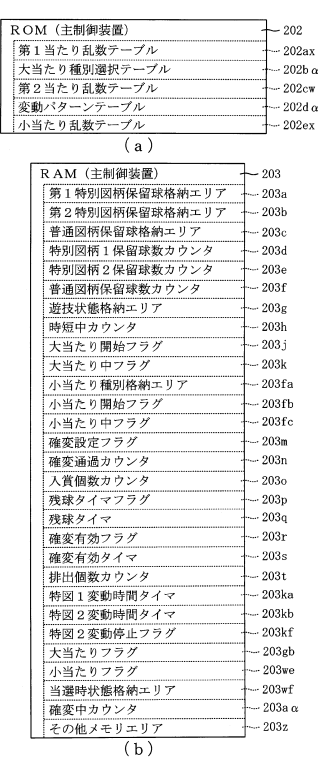 ROM（主制御装置） 202
第1当たり乱数テーブル 202ax
大当たり種別選択テーブル 202bα
第2当たり乱数テーブル 202cw
変動パターンテーブル 202dα
小当たり乱数テーブル 202ex
(a)
RAM（主制御装置） 203
第1特別図柄保留球格納エリア 203a
第2特別図柄保留球格納エリア 203b
普通図柄保留球格納エリア 203c
特別図柄1保留球数カウンタ 203d
特別図柄2保留球数カウンタ 203e
普通図柄保留球数カウンタ 203f
遊技状態格納エリア 203g
時短中カウンタ 203h
大当たり開始フラグ 203j
大当たり中フラグ 203k
小当たり種別格納エリア 203fa
小当たり開始フラグ 203fb
小当たり中フラグ 203fc
確変設定フラグ 203m
確変通過カウンタ 203n
入賞個数カウンタ 203o
残球タイマフラグ 203p
残球タイマ 203q
確変有効フラグ 203r
確変有効タイマ 203s
排出個数カウンタ 203t
特図1変動時間タイマ 203ka
特図2変動時間タイマ 203kb
特図2変動停止フラグ 203kf
大当たりフラグ 203gb
小当たりフラグ 203we
当選時状態格納エリア 203wf
確変中カウンタ 203aα
その他メモリエリア 203z
(b)